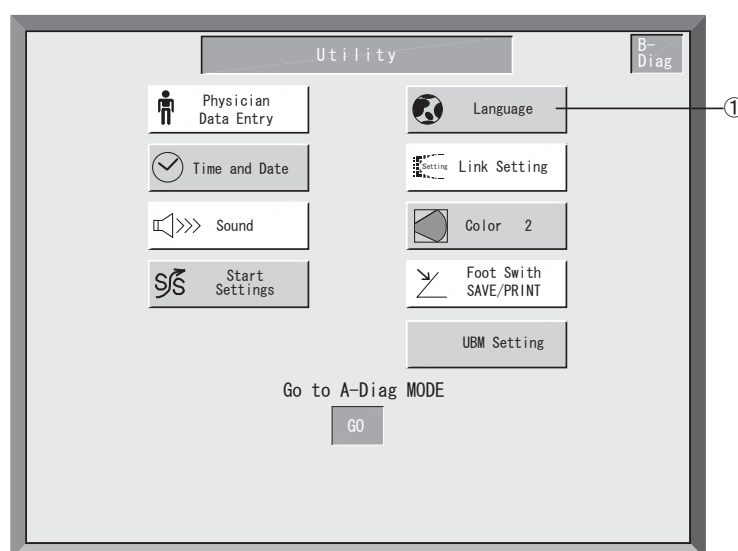 Utility
B-
Diag
Physician
Data Entry
Language
①
Time and Date
Setting
Link Setting
Sound
Color 2
S/S
Start
Settings
Foot Swith
SAVE/PRINT
UBM Setting
Go to A-Diag MODE
GO